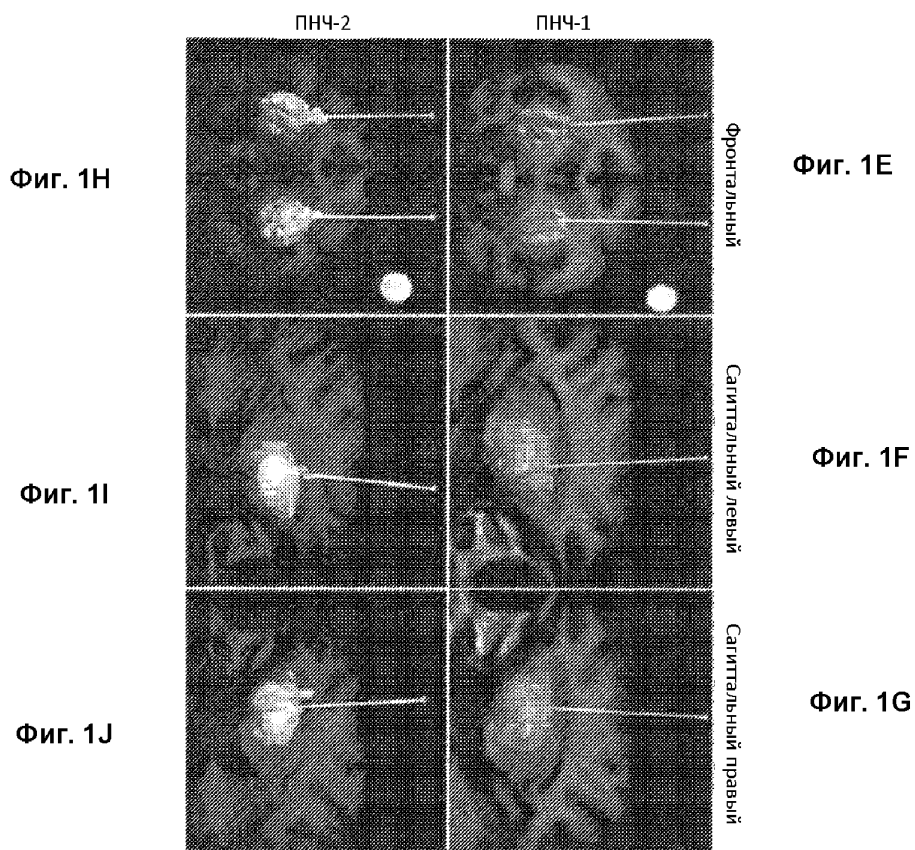 ПНЧ-2
ПНЧ-1
Фиг. 1H
Фронтальный
Фиг. 1E
Фиг. 1I
Сагиттальный левый
Фиг. 1F
Фиг. 1J
Сагиттальный правый
Фиг. 1G